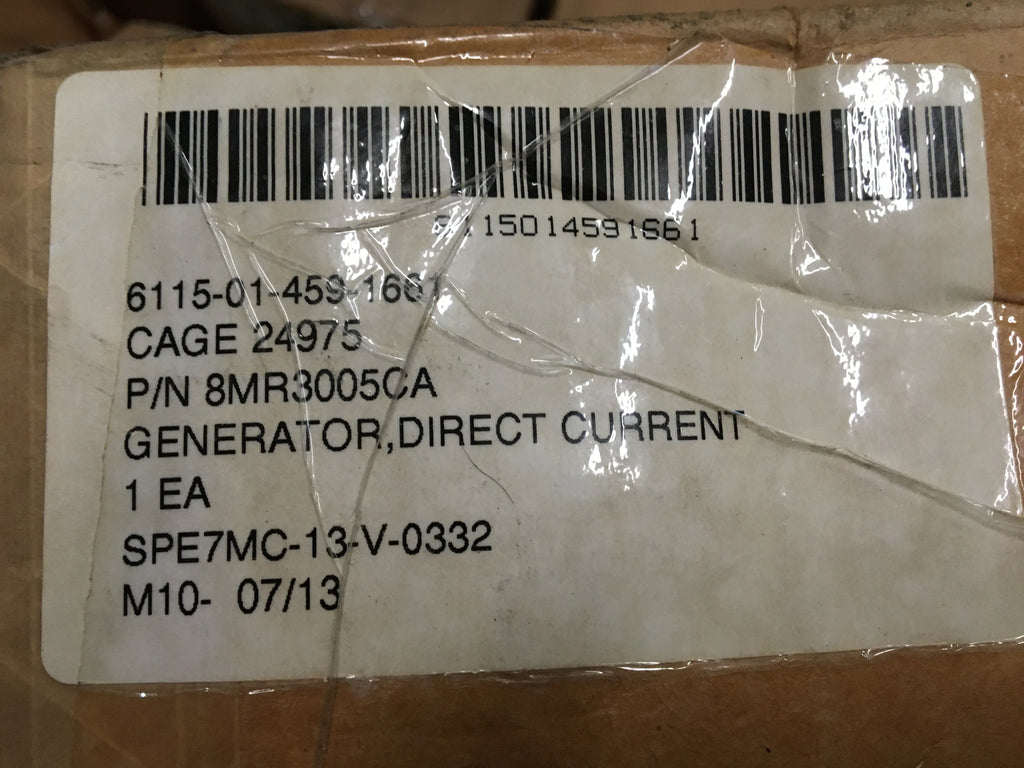 6115014591661
6115-01-459-1661
CAGE 24975
P/N 8MR3005CA
GENERATOR,DIRECT CURRENT
1 EA
SPE7MC-13-V-0332
M10- 07/13